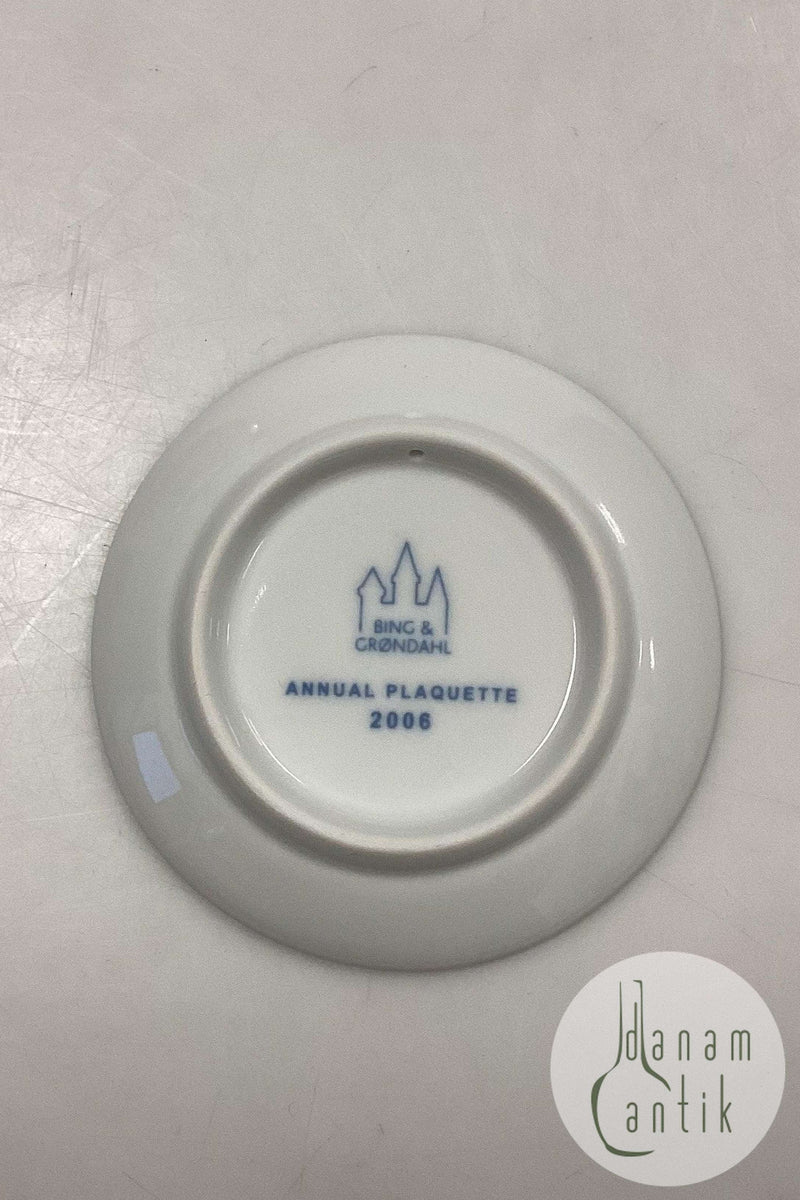 BING &
GRØNDAHL
ANNUAL PLAQUETTE
2006
danam
antik